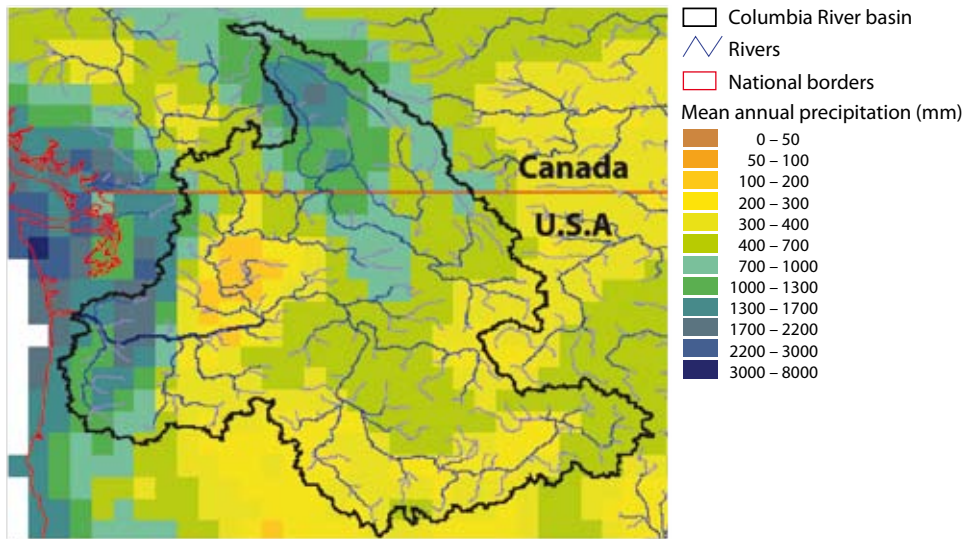 Canada
U.S.A
Columbia River basin
Rivers
National borders
Mean annual precipitation (mm)
0 – 50
50 – 100
100 – 200
200 – 300
300 – 400
400 – 700
700 – 1000
1000 – 1300
1300 – 1700
1700 – 2200
2200 – 3000
3000 – 8000